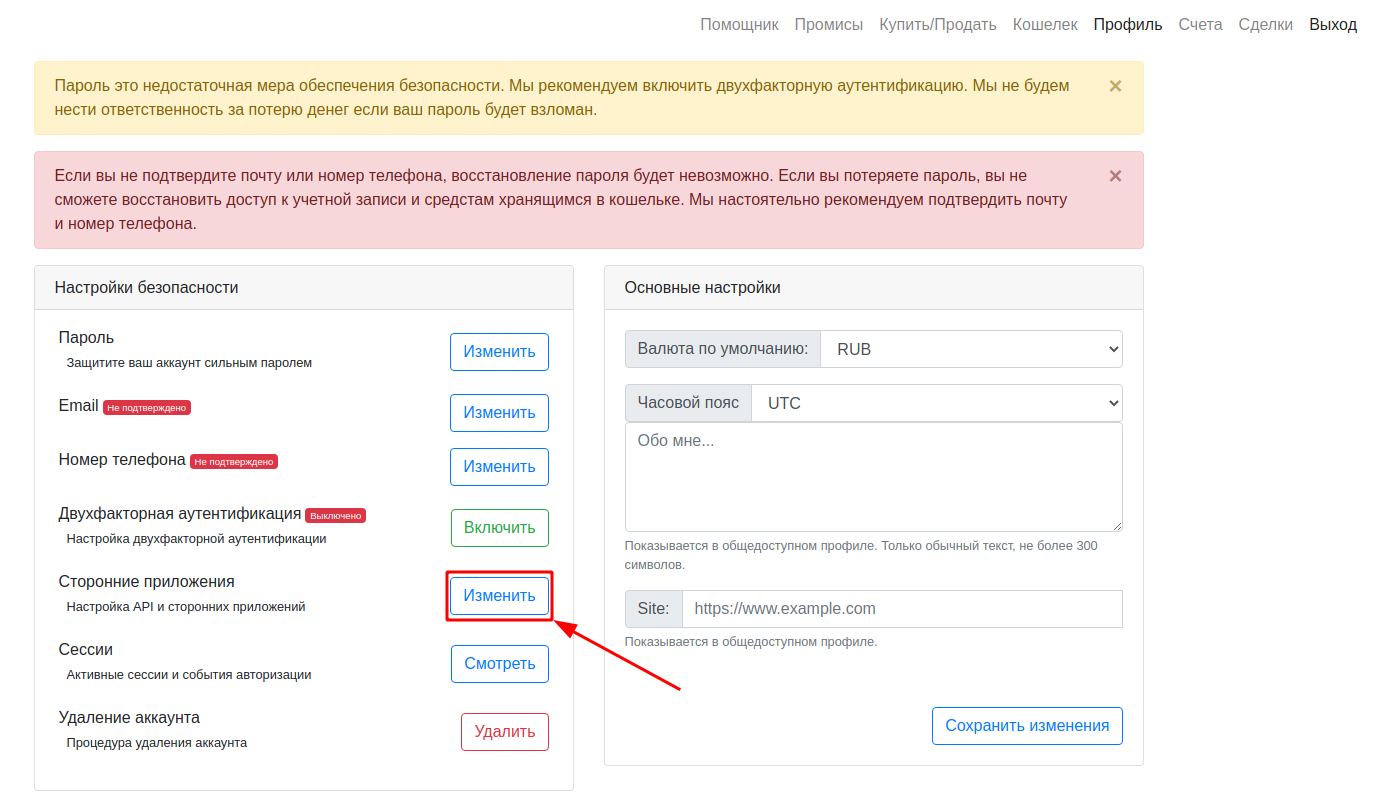 Помощник Промисы Купить/Продать Кошелек Профиль Счета Сделки Выход
Пароль это недостаточная мера обеспечения безопасности. Мы рекомендуем включить двухфакторную аутентификацию. Мы не будем
нести ответственность за потерю денег если ваш пароль будет взломан.
×
Если вы не подтвердите почту или номер телефона, восстановление пароля будет невозможно. Если вы потеряете пароль, вы не
сможете восстановить доступ к учетной записи и средстам хранящимся в кошельке. Мы настоятельно рекомендуем подтвердить почту
и номер телефона.
×
Настройки безопасности
Пароль
Защитите ваш аккаунт сильным паролем
Изменить
Email Не подтверждено
Изменить
Номер телефона Не подтверждено
Изменить
Двухфакторная аутентификация Выключено
Настройка двухфакторной аутентификации
Включить
Сторонние приложения
Настройка API и сторонних приложений
Изменить
Сессии
Активные сессии и события авторизации
Смотреть
Удаление аккаунта
Процедура удаления аккаунта
Удалить
Основные настройки
Валюта по умолчанию: RUB
Часовой пояс UTC
Обо мне...
Показывается в общедоступном профиле. Только обычный текст, не более 300
символов.
Site: https://www.example.com
Показывается в общедоступном профиле.
Сохранить изменения